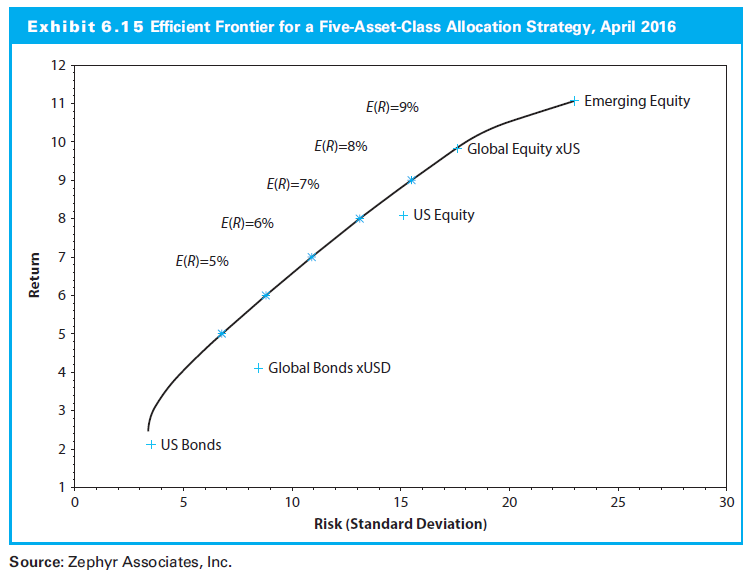 Exhibit 6.15 Efficient Frontier for a Five-Asset-Class Allocation Strategy, April 2016
12
11
10
9
8
7
6
5
4
3
2
1
Return
E(R)=9%
E(R)=8%
E(R)=7%
E(R)=6%
E(R)=5%
Emerging Equity
Global Equity xUS
US Equity
Global Bonds xUSD
US Bonds
0 5 10 15 20 25 30
Risk (Standard Deviation)
Source: Zephyr Associates, Inc.